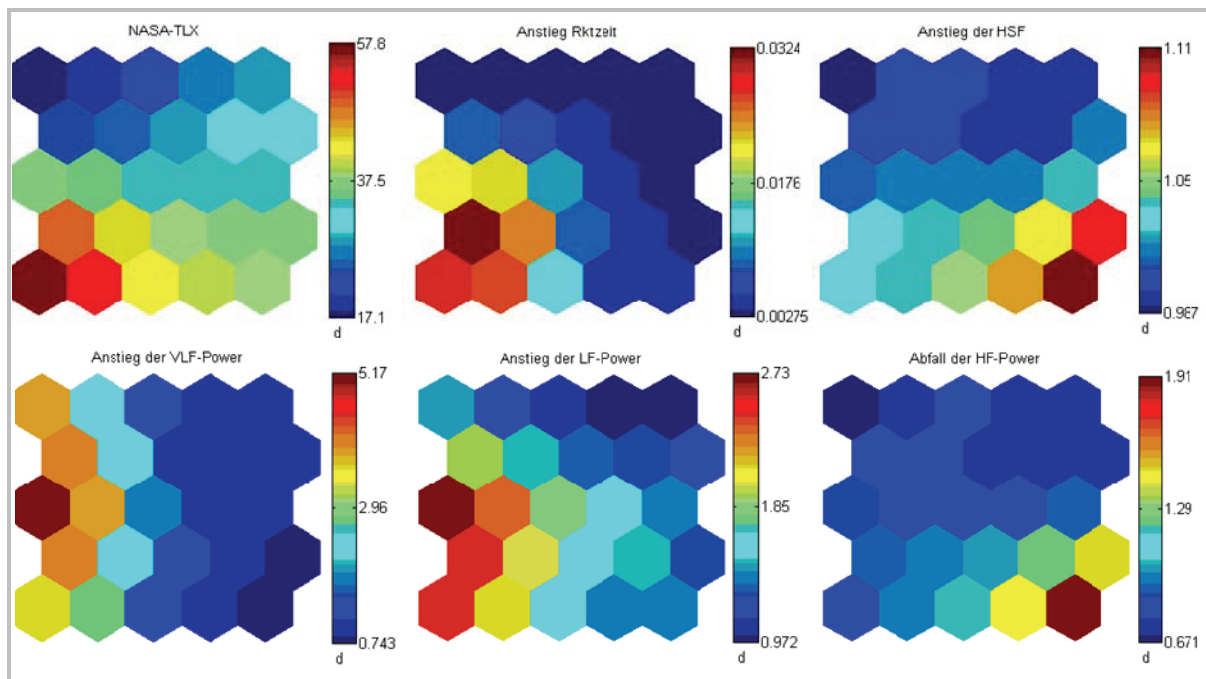 NASA-TLX
57.8
37.5
17.1
d
Anstieg Rktzeit
0.0324
0.0176
0.00275
d
Anstieg der HSF
1.11
1.05
0.967
d
Anstieg der VLF-Power
5.17
2.96
0.743
d
Anstieg der LF-Power
2.73
1.85
0.972
d
Abfall der HF-Power
1.91
1.29
0.671
d